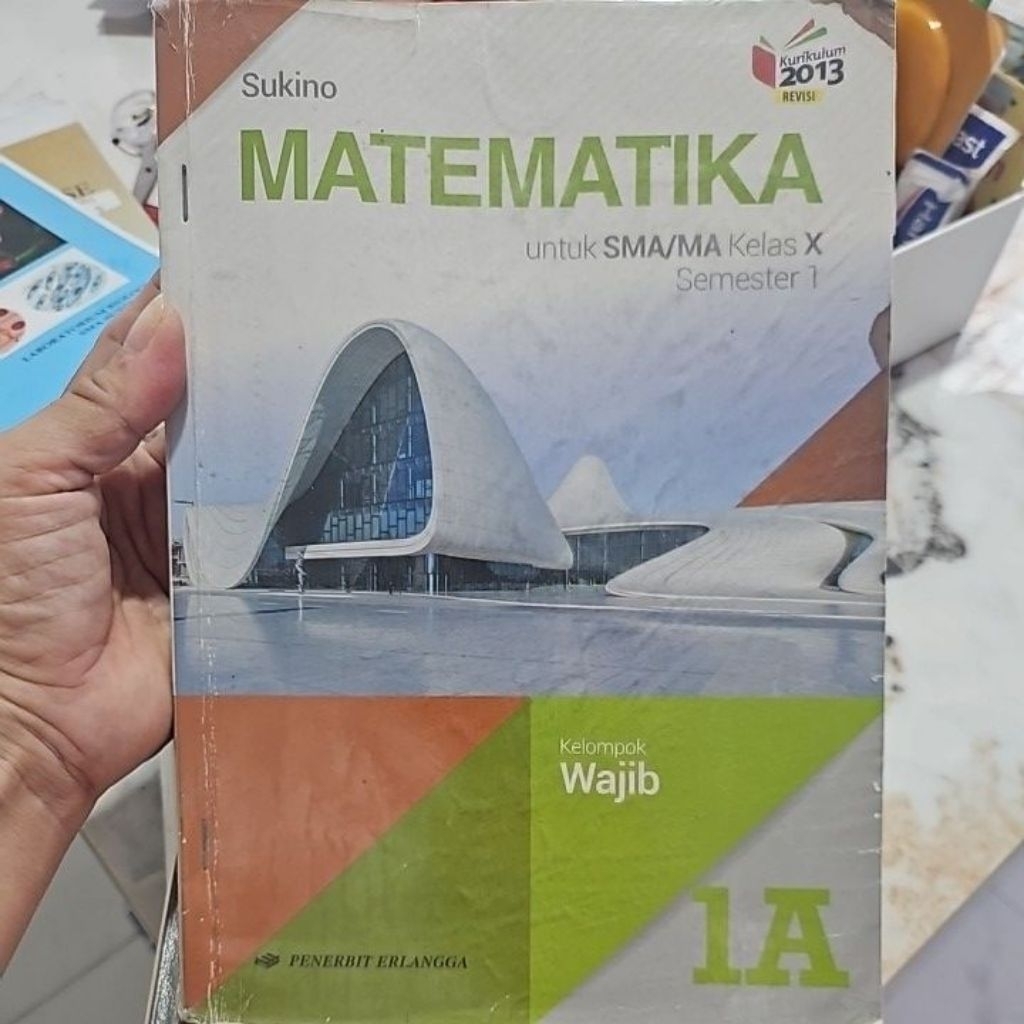 Sukino
Kurikulum
2013
REVISI
MATEMATIKA
untuk SMA/MA Kelas X
Semester 1
Kelompok
Wajib
1A
PENERBIT ERLANGGA